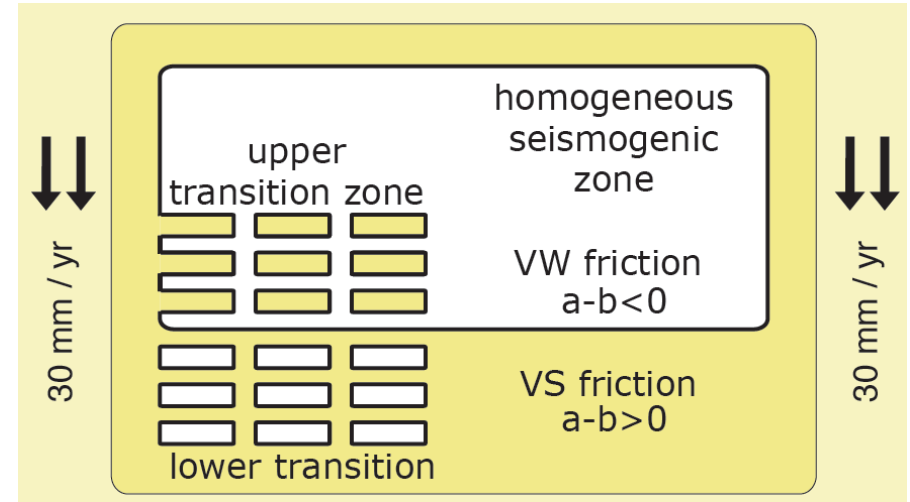 homogeneous
seismogenic
zone
upper
transition zone
VW friction
a-b<0
VS friction
a-b>0
lower transition
30 mm / yr
30 mm / yr